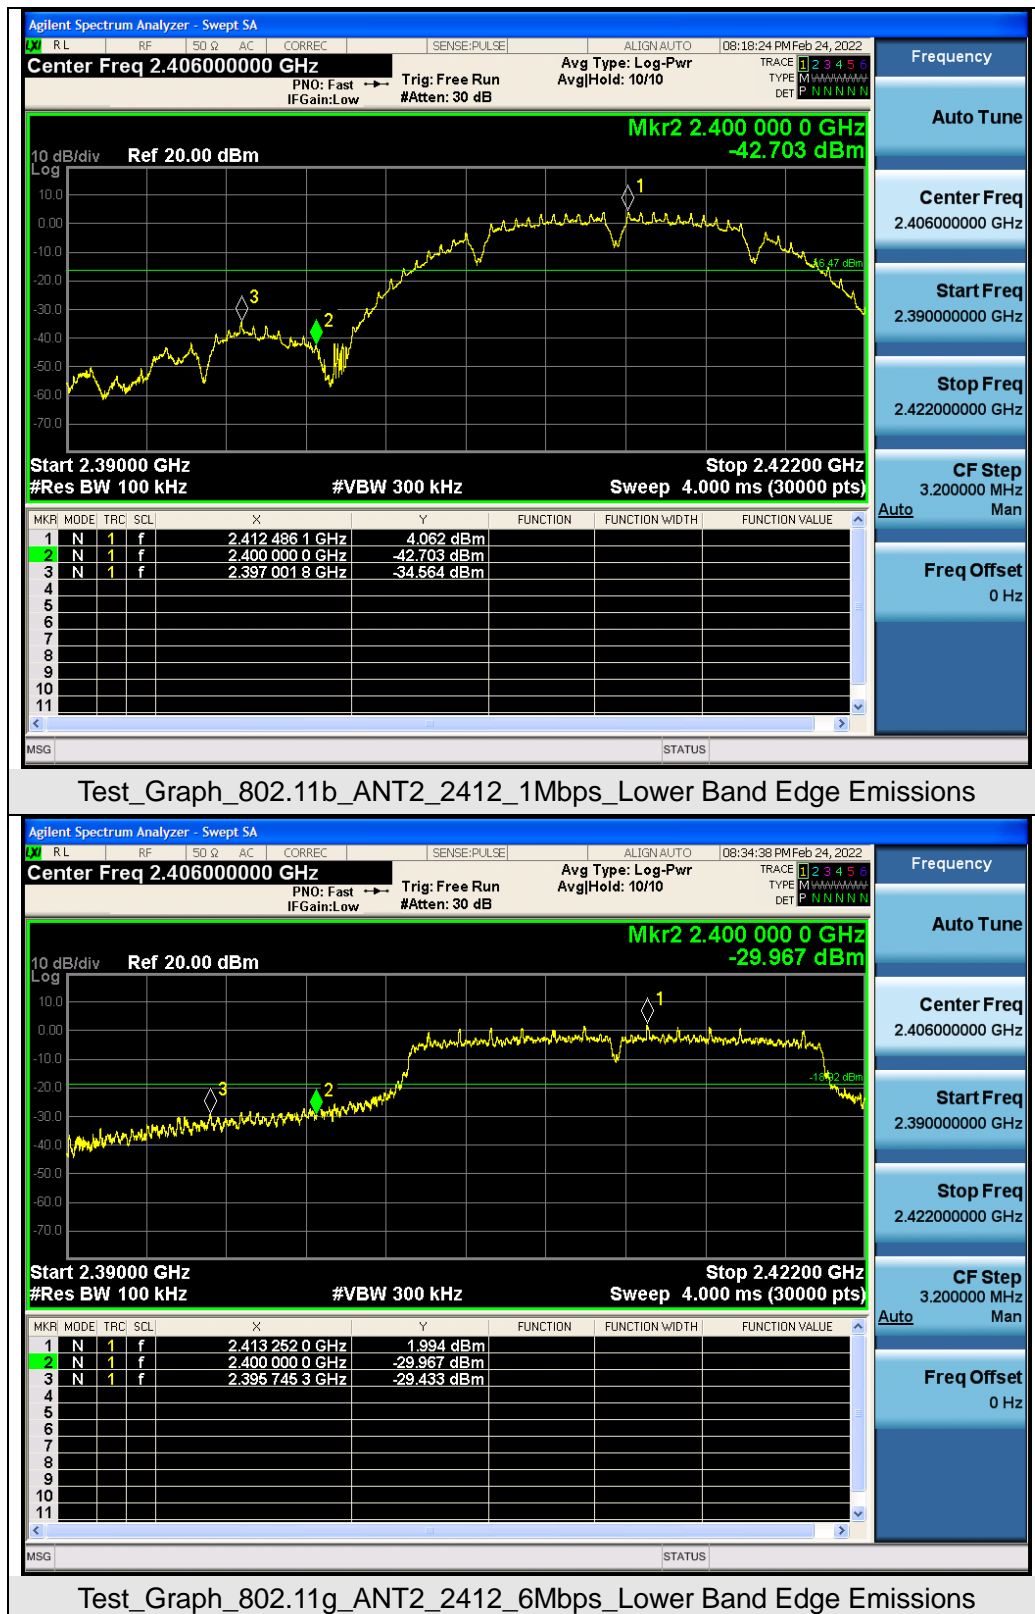 Agilent Spectrum Analyzer - Swept SA
LXI RL RF 50 Ω AC CORREC SENSE:PULSE ALIGN AUTO 08:18:24 PM Feb 24, 2022
Center Freq 2.406000000 GHz
PNO: Fast
IFGain:Low
Trig: Free Run
#Atten: 30 dB
Avg Type: Log-Pwr
Avg|Hold: 10/10
TRACE 1 2 3 4 5 6
TYPE M
DET P N N N N N
Mkr2 2.400 000 0 GHz
-42.703 dBm
10 dB/div Ref 20.00 dBm
Log
10.0
0.00
-10.0
-20.0
-30.0
-40.0
-50.0
-60.0
-70.0
1
2
3
Start 2.39000 GHz Stop 2.42200 GHz
#Res BW 100 kHz #VBW 300 kHz Sweep 4.000 ms (30000 pts)
MKR MODE TRC SCL X Y FUNCTION FUNCTION WIDTH FUNCTION VALUE
1 N 1 f 2.412 486 1 GHz 4.062 dBm
2 N 1 f 2.400 000 0 GHz -42.703 dBm
3 N 1 f 2.397 001 8 GHz -34.564 dBm
4
5
6
7
8
9
10
11
MSG STATUS
Frequency
Auto Tune
Center Freq
2.406000000 GHz
Start Freq
2.390000000 GHz
Stop Freq
2.422000000 GHz
CF Step
3.200000 MHz
Auto Man
Freq Offset
0 Hz
Test_Graph_802.11b_ANT2_2412_1Mbps_Lower Band Edge Emissions
Agilent Spectrum Analyzer - Swept SA
LXI RL RF 50 Ω AC CORREC SENSE:PULSE ALIGN AUTO 08:34:38 PM Feb 24, 2022
Center Freq 2.406000000 GHz
PNO: Fast
IFGain:Low
Trig: Free Run
#Atten: 30 dB
Avg Type: Log-Pwr
Avg|Hold: 10/10
TRACE 1 2 3 4 5 6
TYPE M
DET P N N N N N
Mkr2 2.400 000 0 GHz
-29.967 dBm
10 dB/div Ref 20.00 dBm
Log
10.0
0.00
-10.0
-20.0
-30.0
-40.0
-50.0
-60.0
-70.0
1
-18.92 dBm
2
3
Start 2.39000 GHz Stop 2.42200 GHz
#Res BW 100 kHz #VBW 300 kHz Sweep 4.000 ms (30000 pts)
MKR MODE TRC SCL X Y FUNCTION FUNCTION WIDTH FUNCTION VALUE
1 N 1 f 2.413 252 0 GHz 1.994 dBm
2 N 1 f 2.400 000 0 GHz -29.967 dBm
3 N 1 f 2.395 745 3 GHz -29.433 dBm
4
5
6
7
8
9
10
11
MSG STATUS
Frequency
Auto Tune
Center Freq
2.406000000 GHz
Start Freq
2.390000000 GHz
Stop Freq
2.422000000 GHz
CF Step
3.200000 MHz
Auto Man
Freq Offset
0 Hz
Test_Graph_802.11g_ANT2_2412_6Mbps_Lower Band Edge Emissions